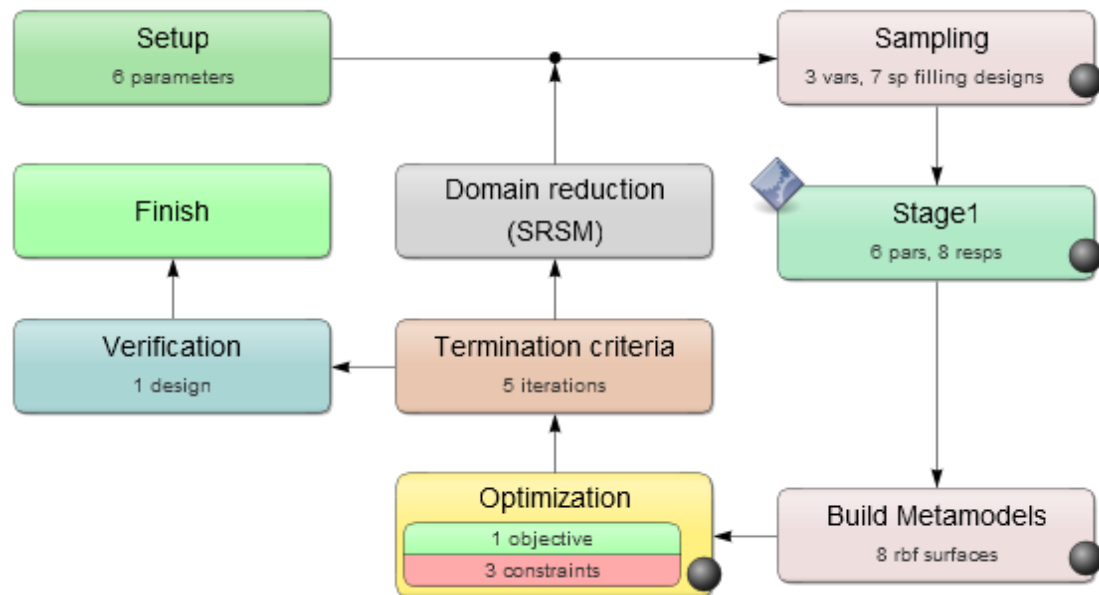 Setup
6 parameters
Sampling
3 vars, 7 sp filling designs
Finish
Domain reduction
(SRSM)
Stage1
6 pars, 8 resps
Verification
1 design
Termination criteria
5 iterations
Optimization
1 objective
3 constraints
Build Metamodels
8 rbf surfaces